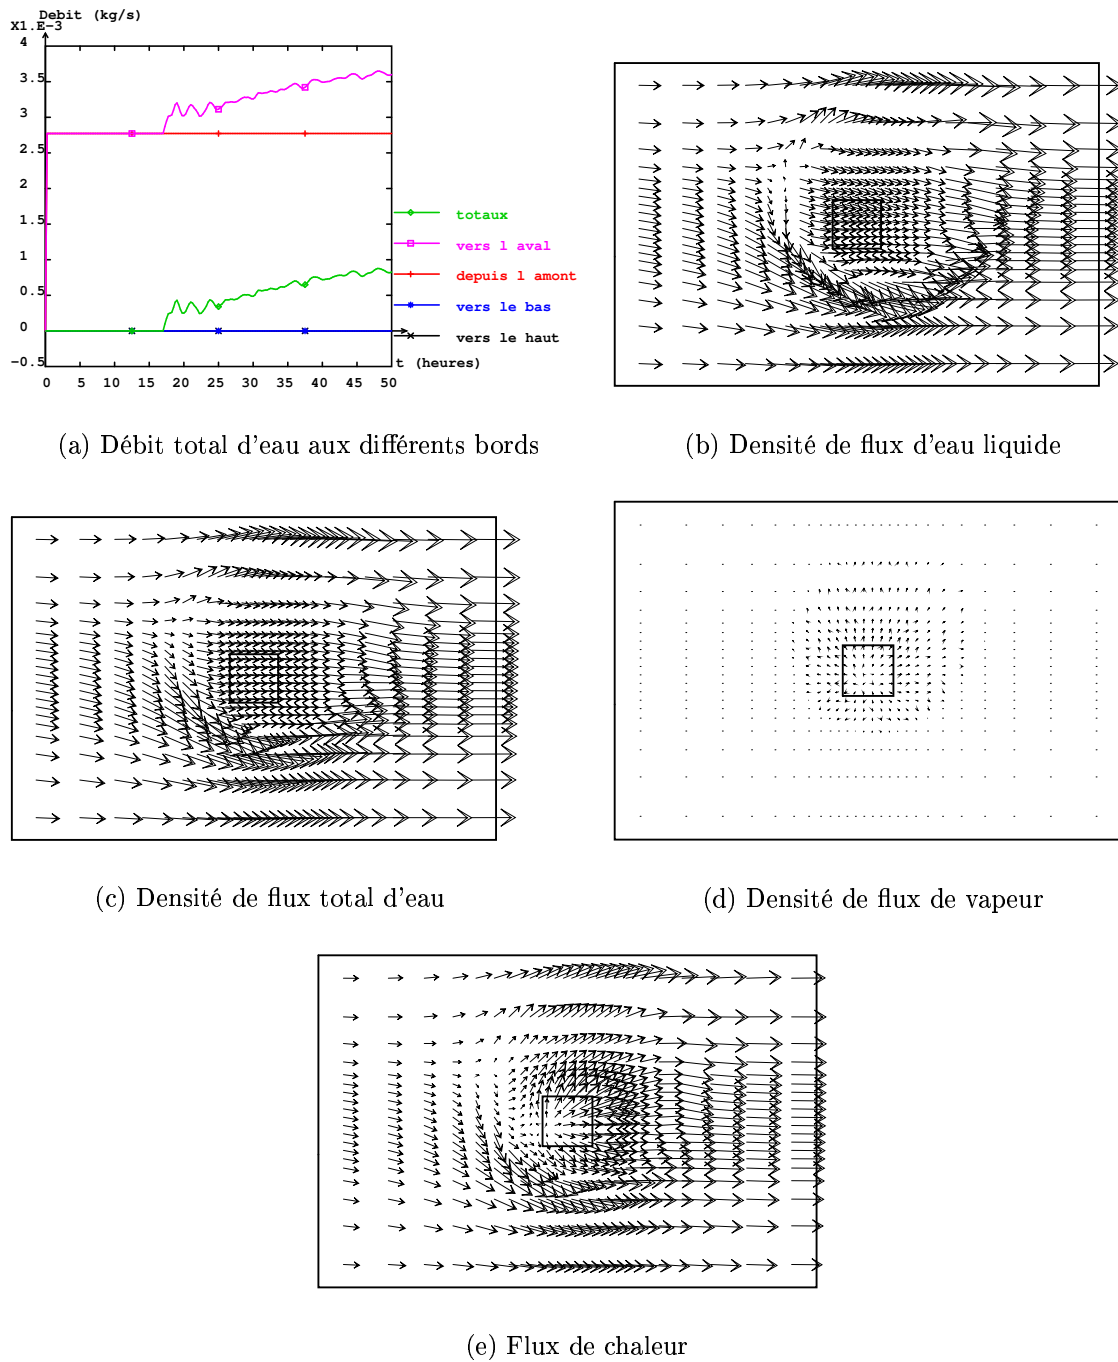 Debit (kg/s)
X1.E-3
4
3.5
3
2.5
2
1.5
1
0.5
0
-0.5
0 5 10 15 20 25 30 35 40 45 50
t (heures)
totaux
vers l aval
depuis l amont
vers le bas
vers le haut
(a) Débit total d'eau aux différents bords
(b) Densité de flux d'eau liquide
(c) Densité de flux total d'eau
(d) Densité de flux de vapeur
(e) Flux de chaleur